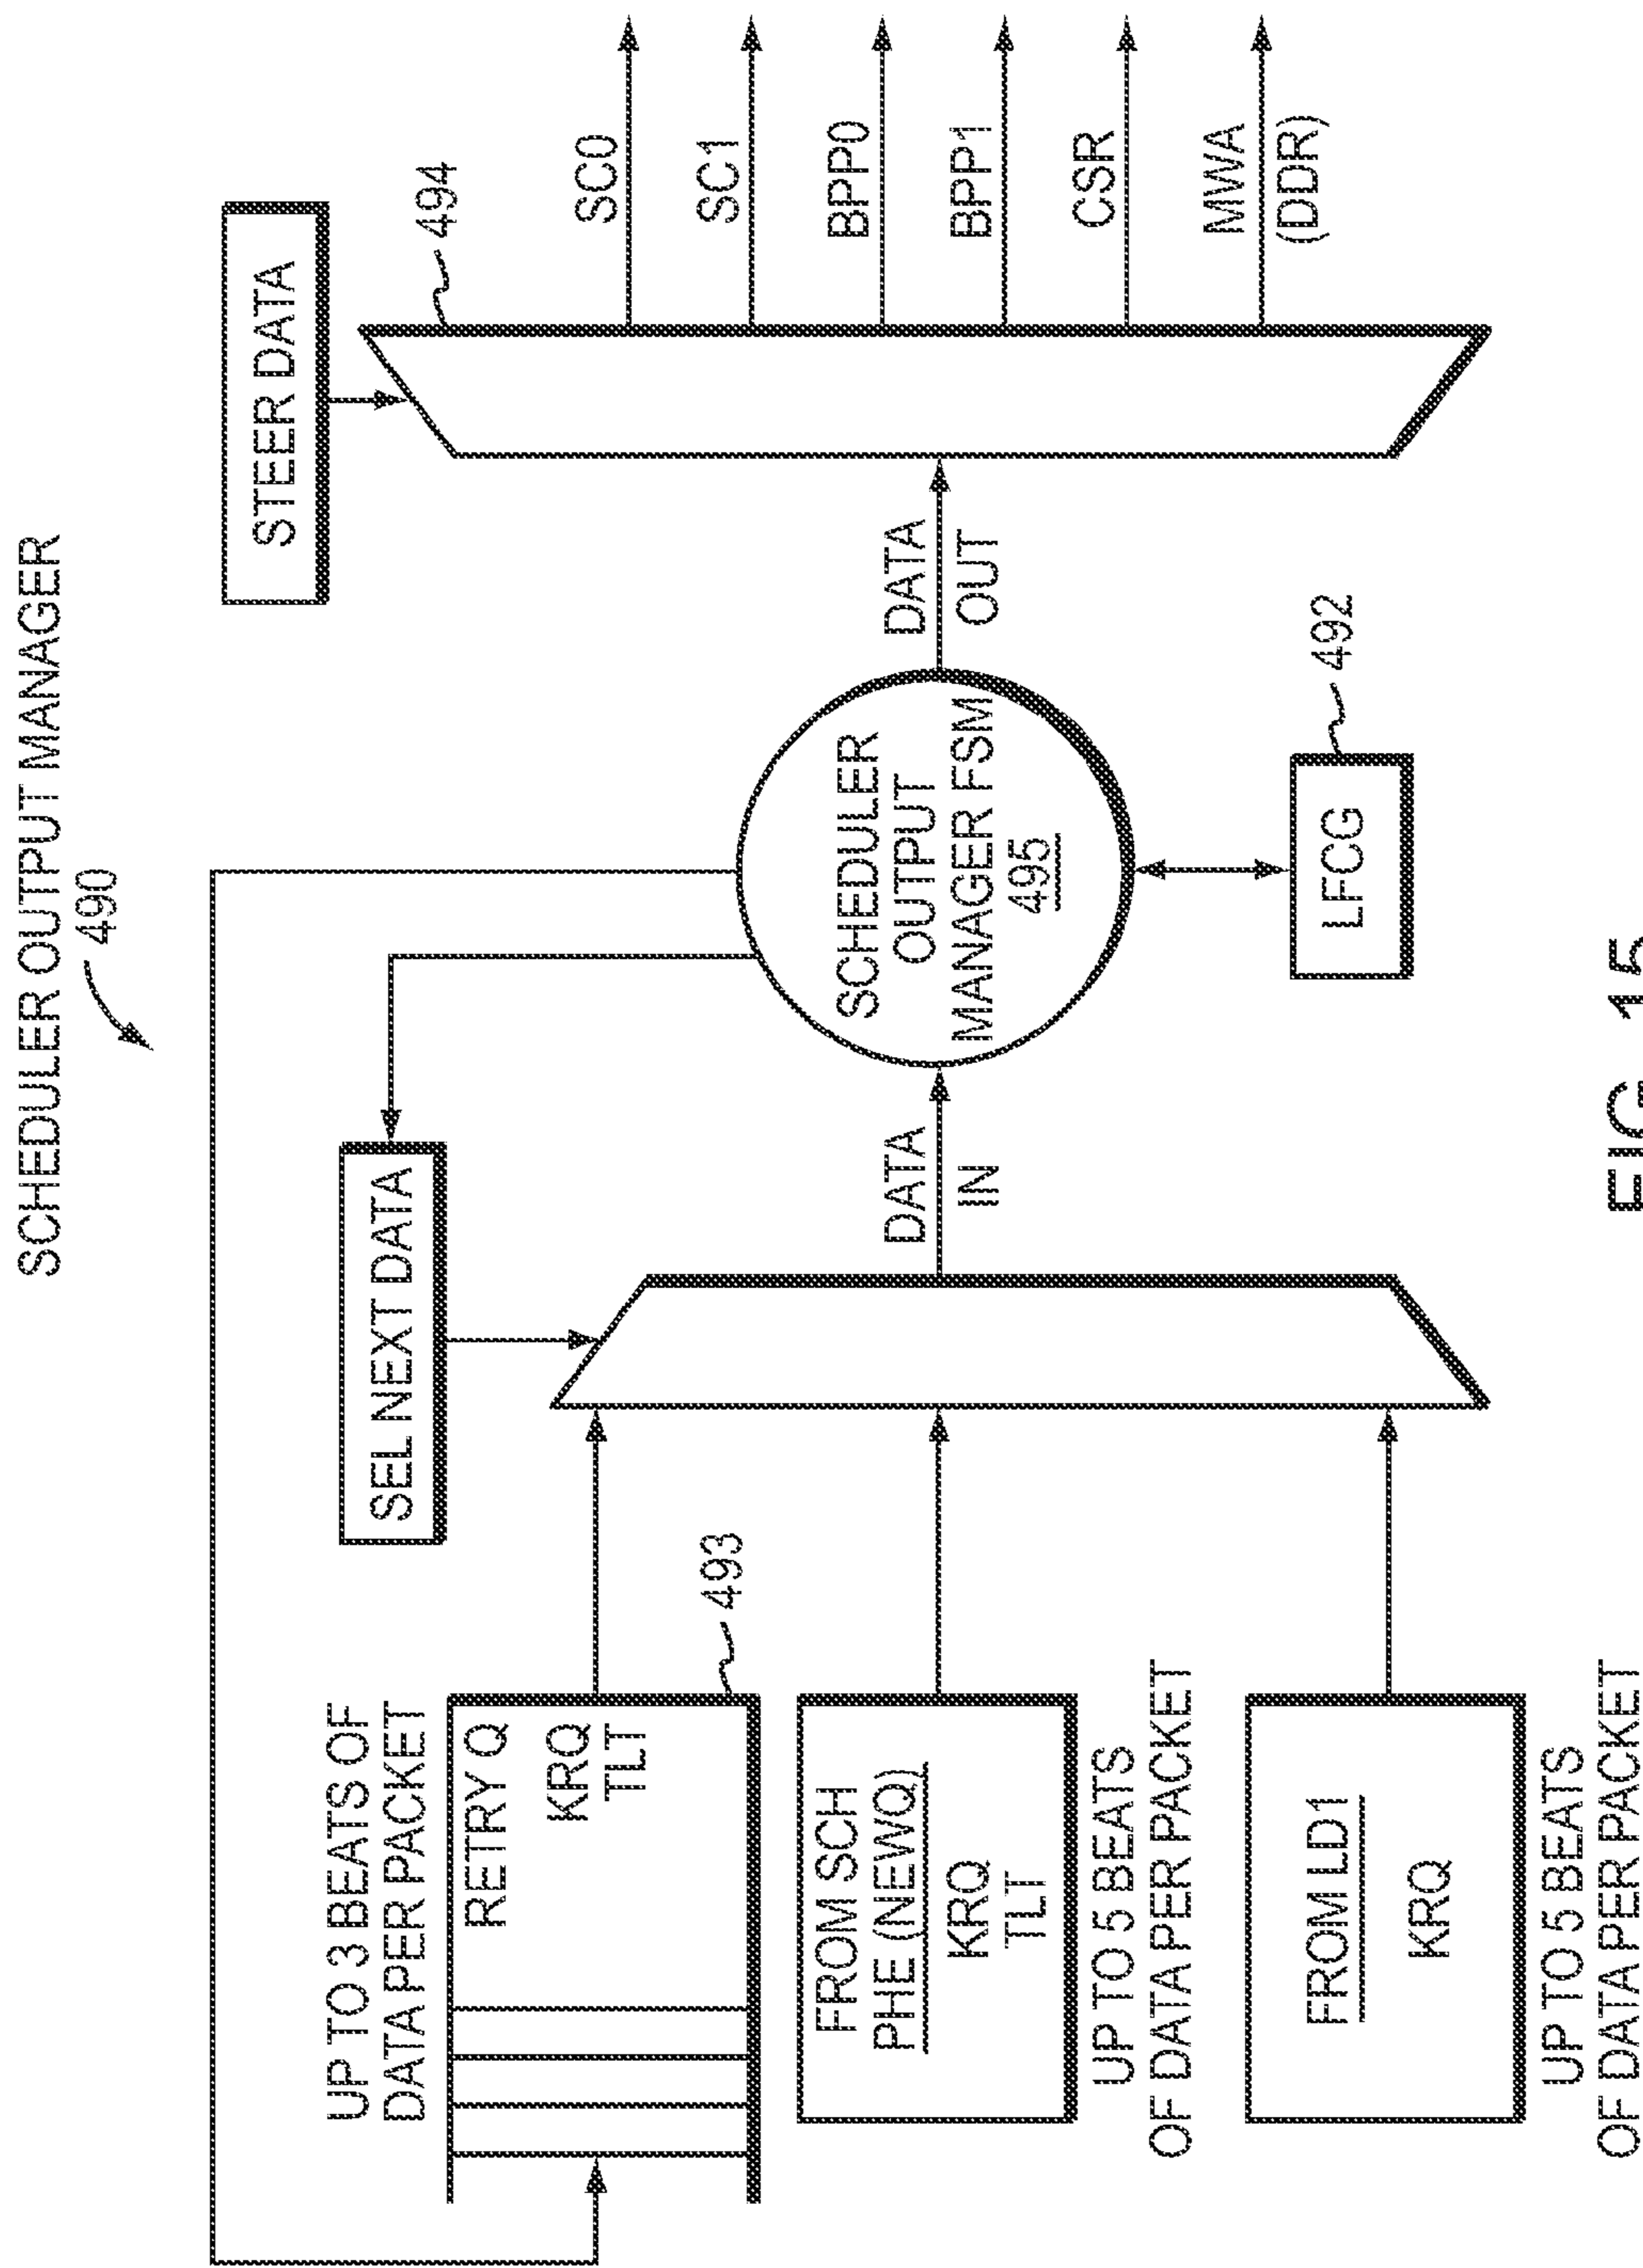 SCHEDULER OUTPUT MANAGER
490
UP TO 3 BEATS OF
DATA PER PACKET
RETRY Q
KRQ
TLT
493
FROM SCH
PHE (NEWQ)
KRQ
TLT
UP TO 5 BEATS
OF DATA PER PACKET
FROM LD1
KRQ
UP TO 5 BEATS
OF DATA PER PACKET
SEL NEXT DATA
DATA
IN
SCHEDULER
OUTPUT
MANAGER FSM
495
LFCG
492
DATA
OUT
STEER DATA
494
SC0
SC1
BPP0
BPP1
CSR
MWA
(DDR)
FIG. 15